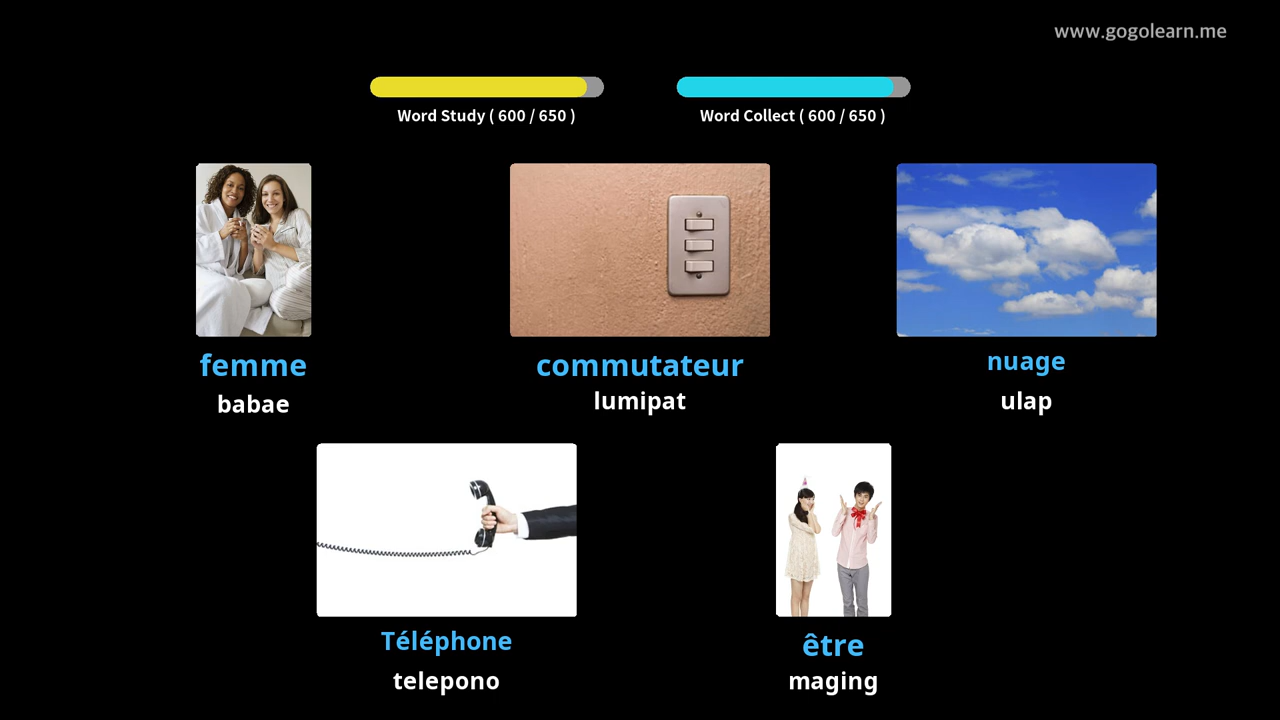 www.gogolearn.me
Word Study ( 600 / 650 )
Word Collect ( 600 / 650 )
femme
babae
commutateur
lumipat
nuage
ulap
Téléphone
telepono
être
maging